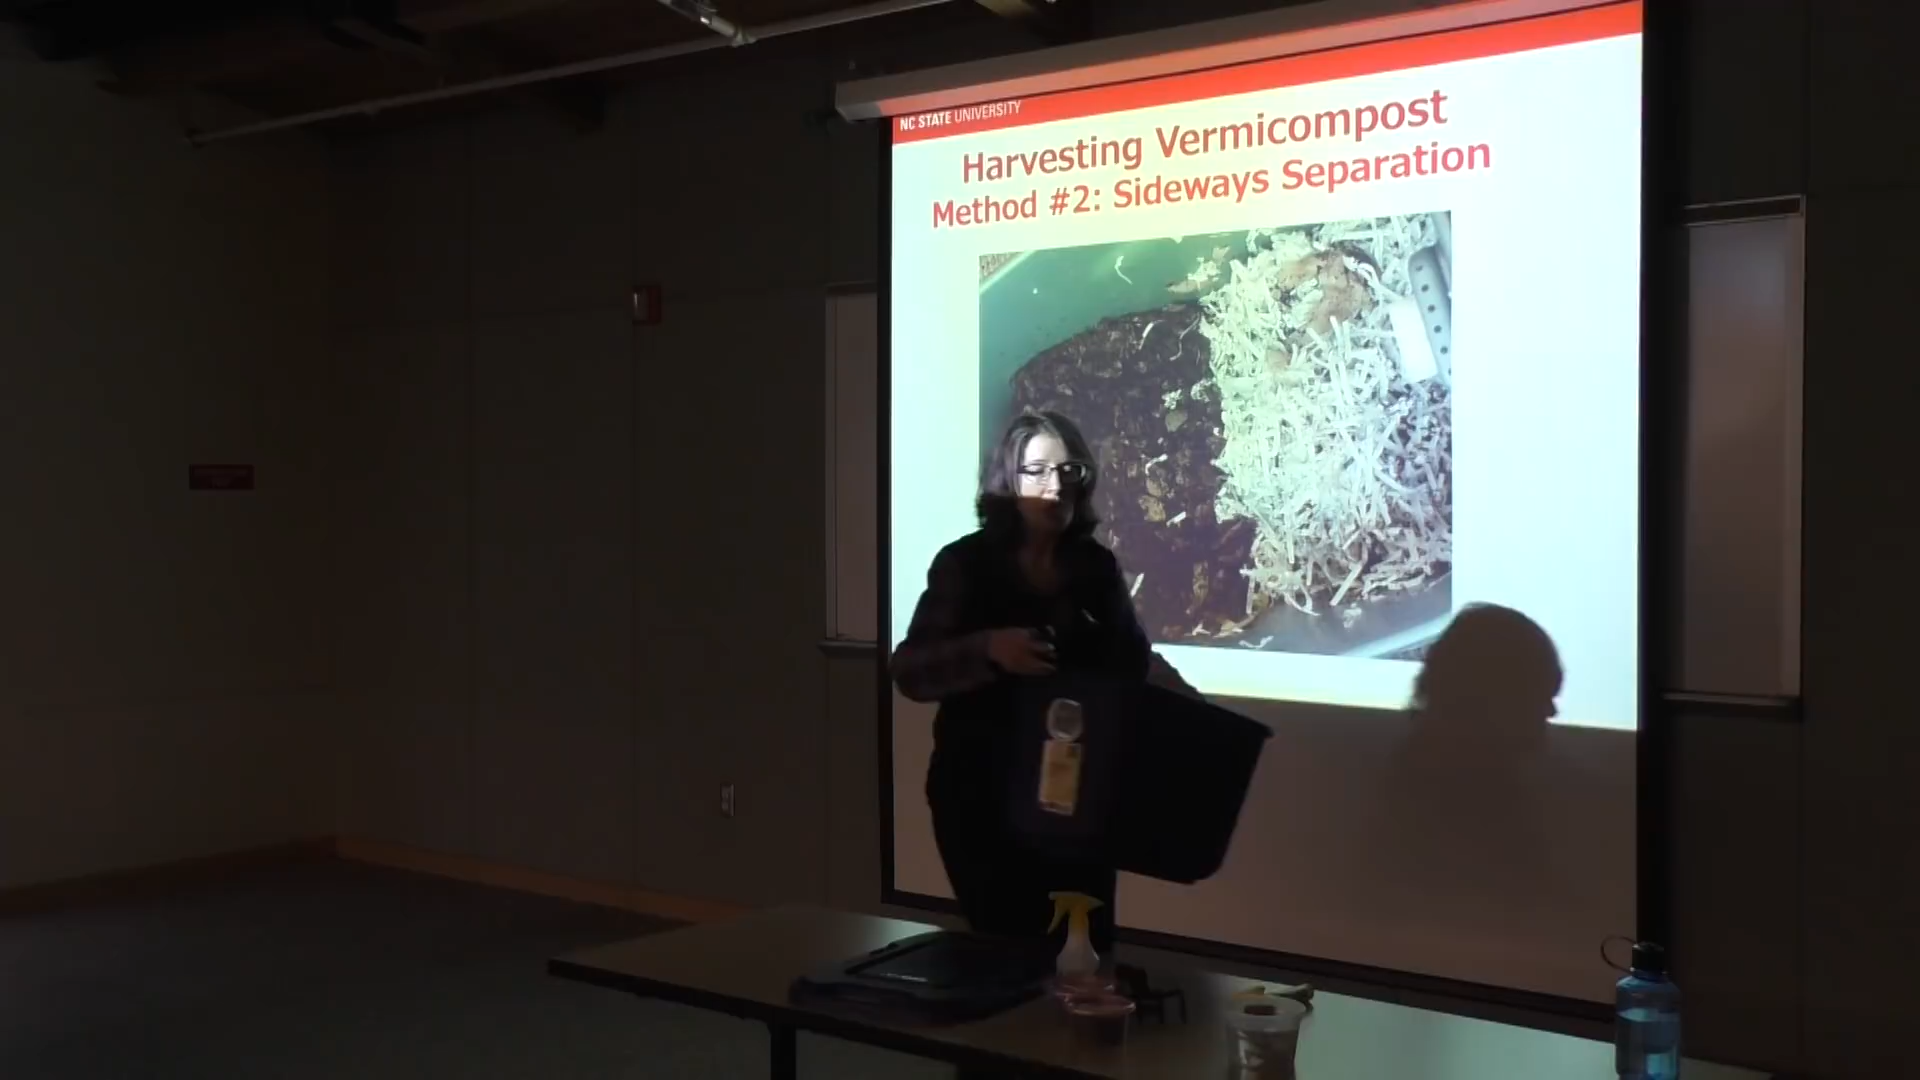 NC STATE UNIVERSITY
Harvesting Vermicompost
Method #2: Sideways Separation